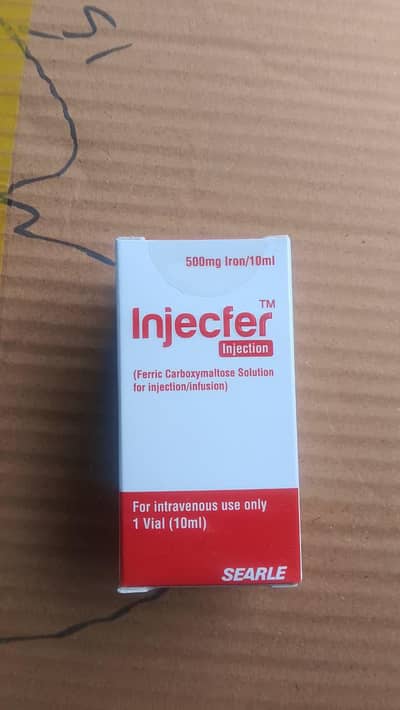 500mg Iron/10ml
Injecfer™
Injection
(Ferric Carboxymaltose Solution
for injection/infusion)
For intravenous use only
1 Vial (10ml)
SEARLE